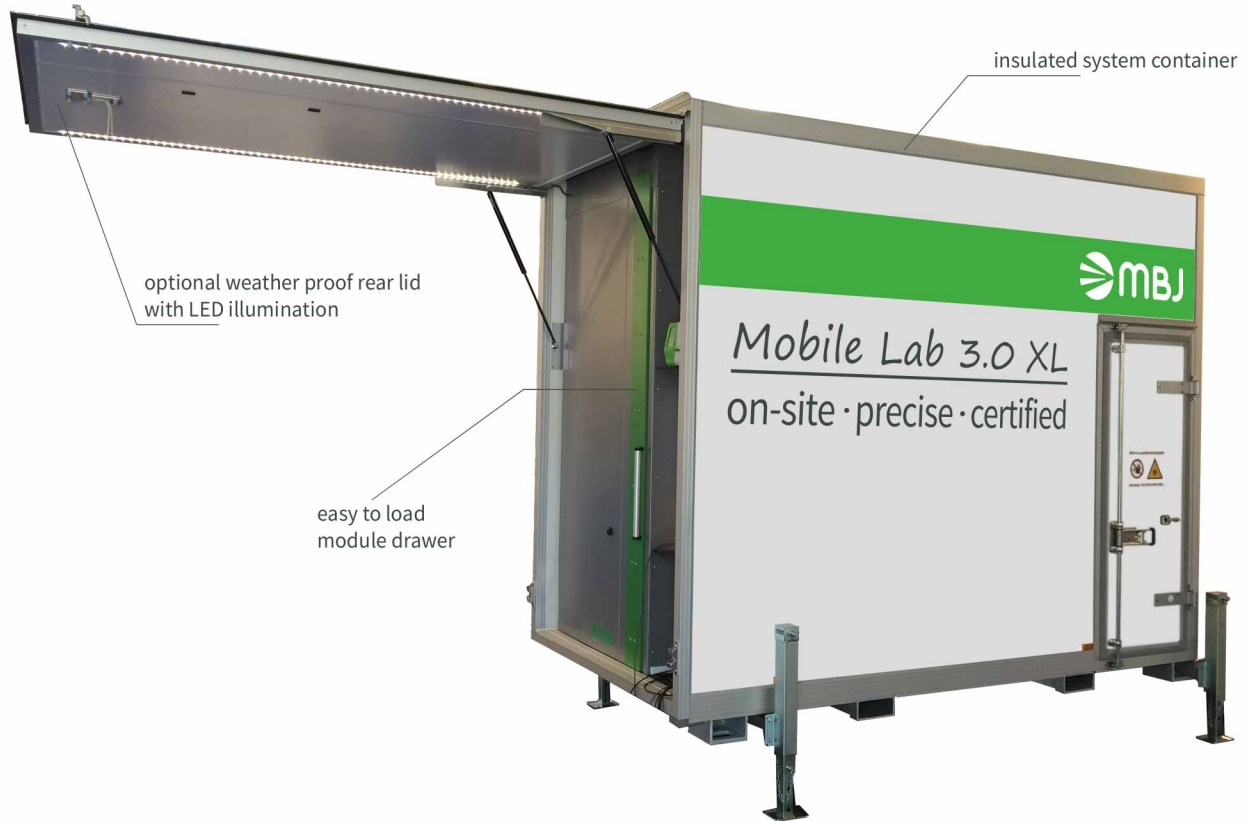 insulated system container
optional weather proof rear lid
with LED illumination
MBJ
Mobile Lab 3.0 XL
on-site · precise · certified
easy to load
module drawer